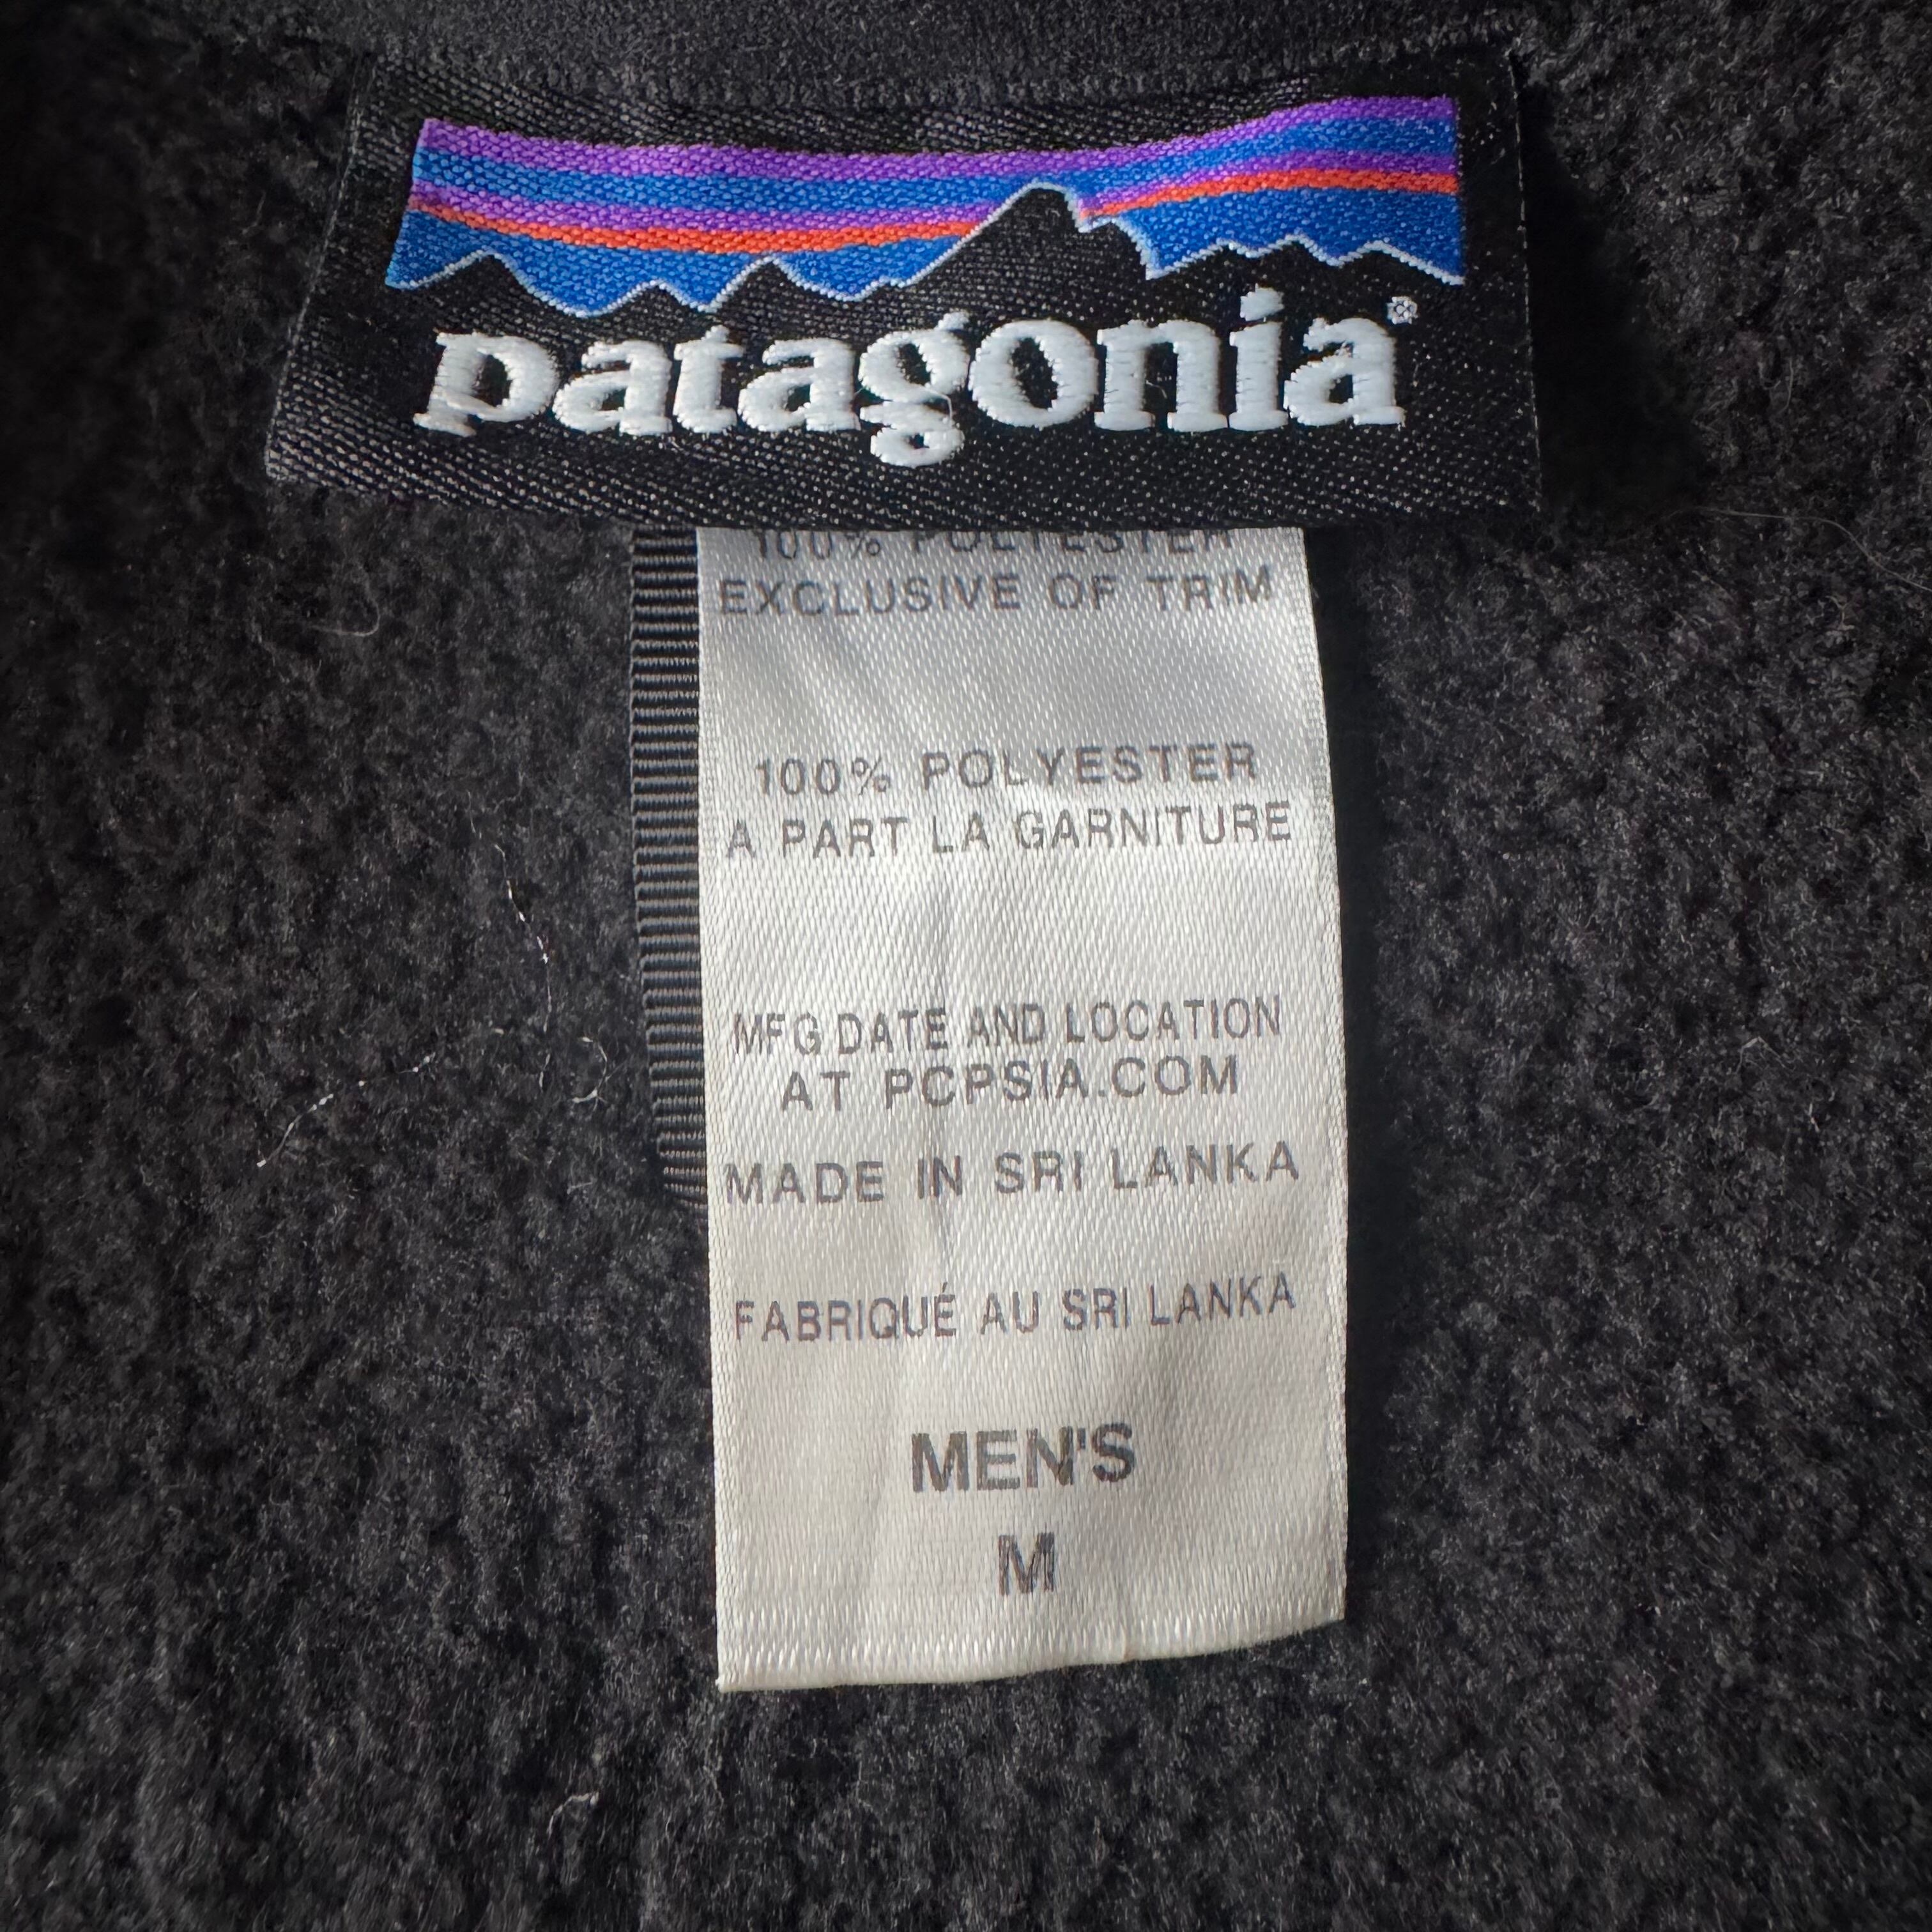 patagonia®
100% POLYESTER
EXCLUSIVE OF TRIM
100% POLYESTER
A PART LA GARNITURE
MFG DATE AND LOCATION
AT PCPSIA.COM
MADE IN SRI LANKA
FABRIQUÉ AU SRI LANKA
MEN'S
M